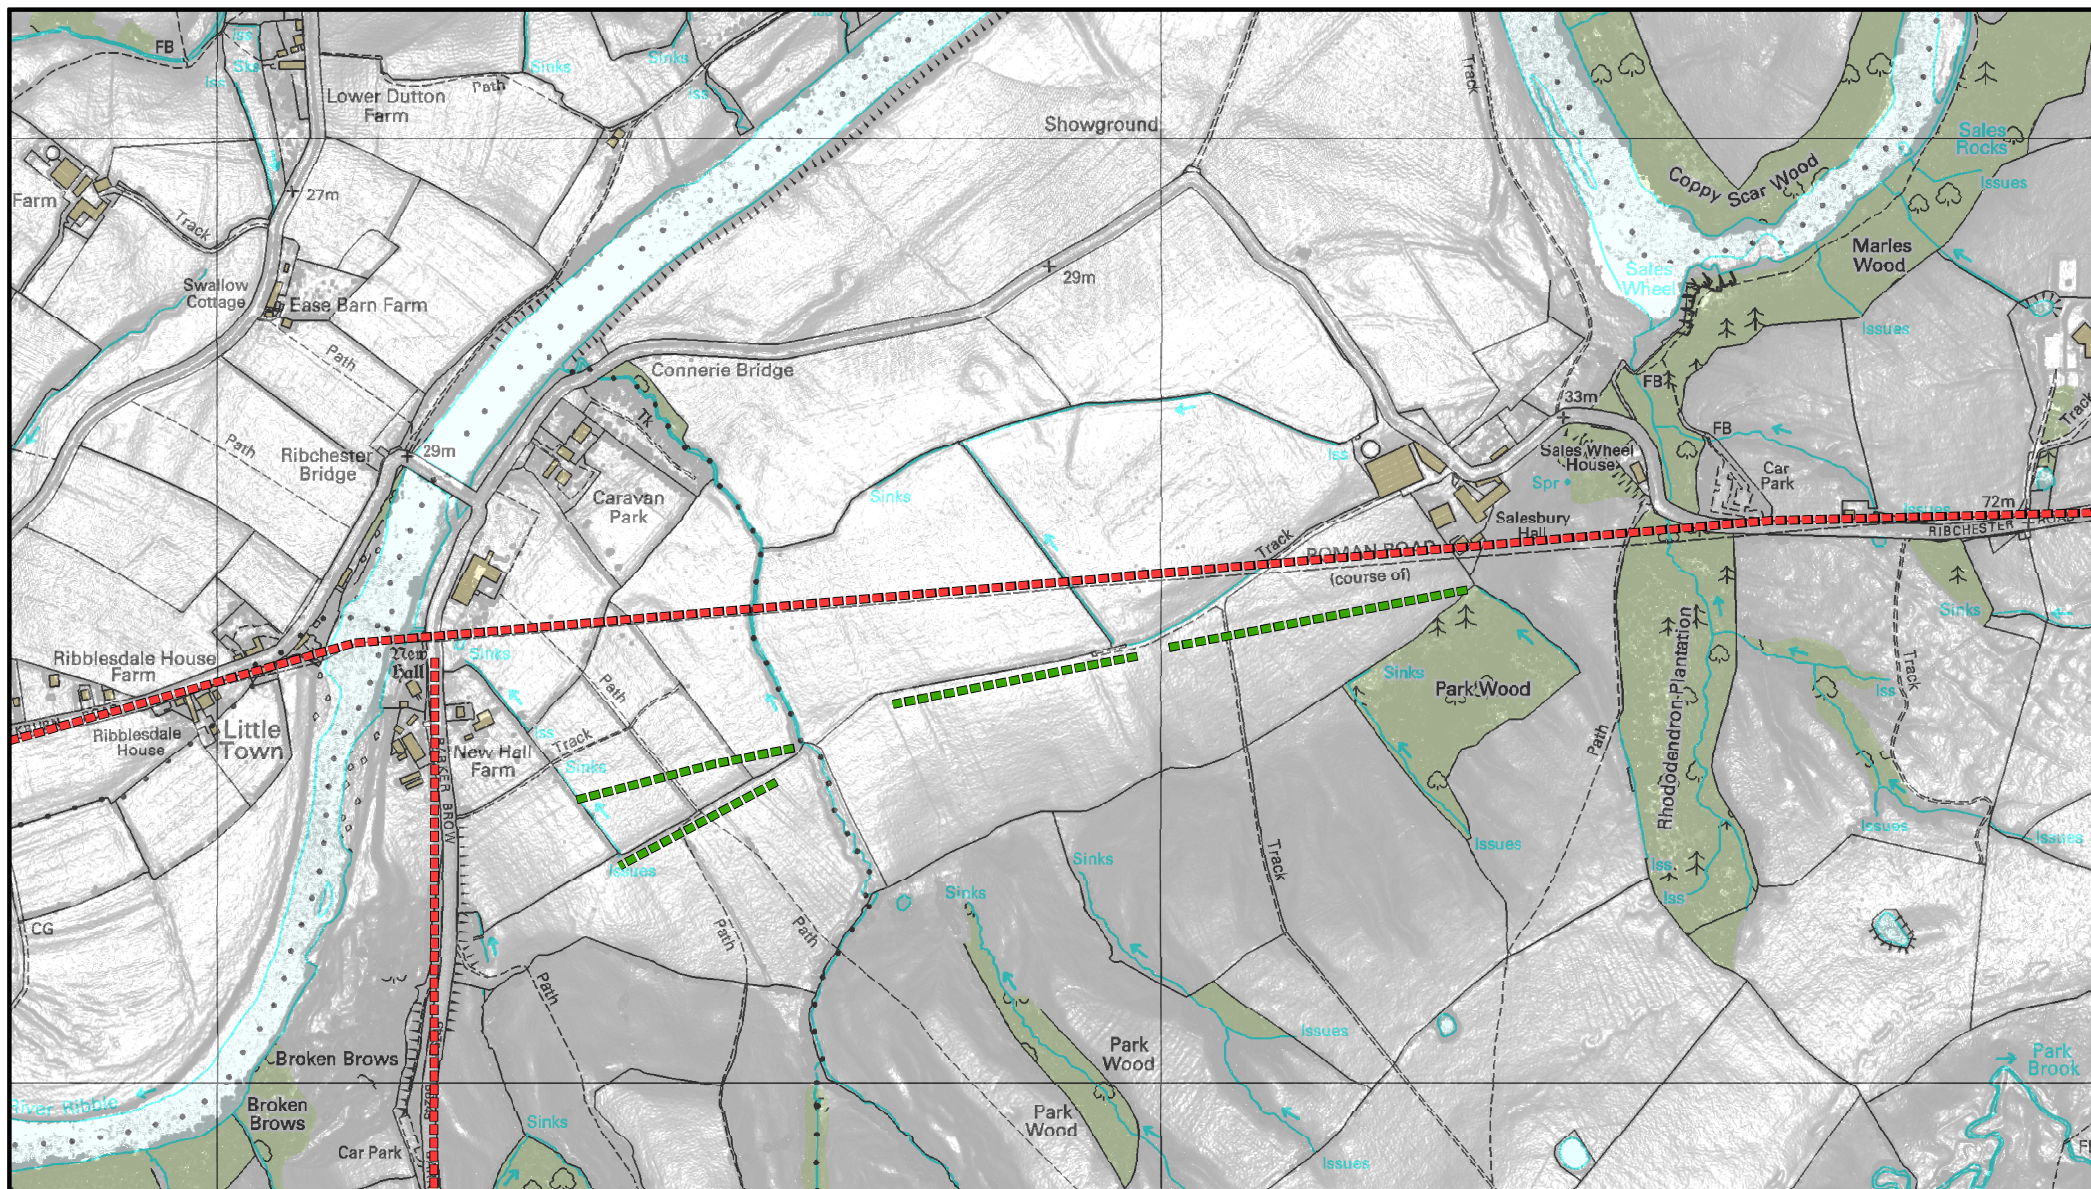 FB
Iss
Sks
Iss
Lower Dutton
Farm
Path
Sinks
Sinks
Iss
Showground
Track
Sales
Rocks
Issues
Coppy Scar Wood
Marles
Wood
Sales
Wheel
Issues
Farm
Track
27m
Swallow
Cottage
Ease Barn Farm
Path
Path
29m
Connerie Bridge
Tk
Ribchester
Bridge
29m
Caravan
Park
Sinks
Iss
33m
FB
FB
Sales Wheel
House
Spr
Car
Park
Track
72m
Issues
RIBCHESTER ROAD
Salesbury
Hall
Track
ROMAN ROAD
(course of)
Ribblesdale House
Farm
New
Hall
Sinks
Ribblesdale
House
Little
Town
New Hall
Farm
Iss
Track
Sinks
Path
Issues
Sinks
Park Wood
Issues
Path
Rhododendron Plantation
Iss
Iss
Track
Iss
Sinks
Issues
Issues
CG
Path
Path
Path
Sinks
Sinks
Track
Issues
Park
Wood
Park
Wood
Issues
Broken Brows
Broken
Brows
River Ribble
Car Park
Sinks
Park
Brook